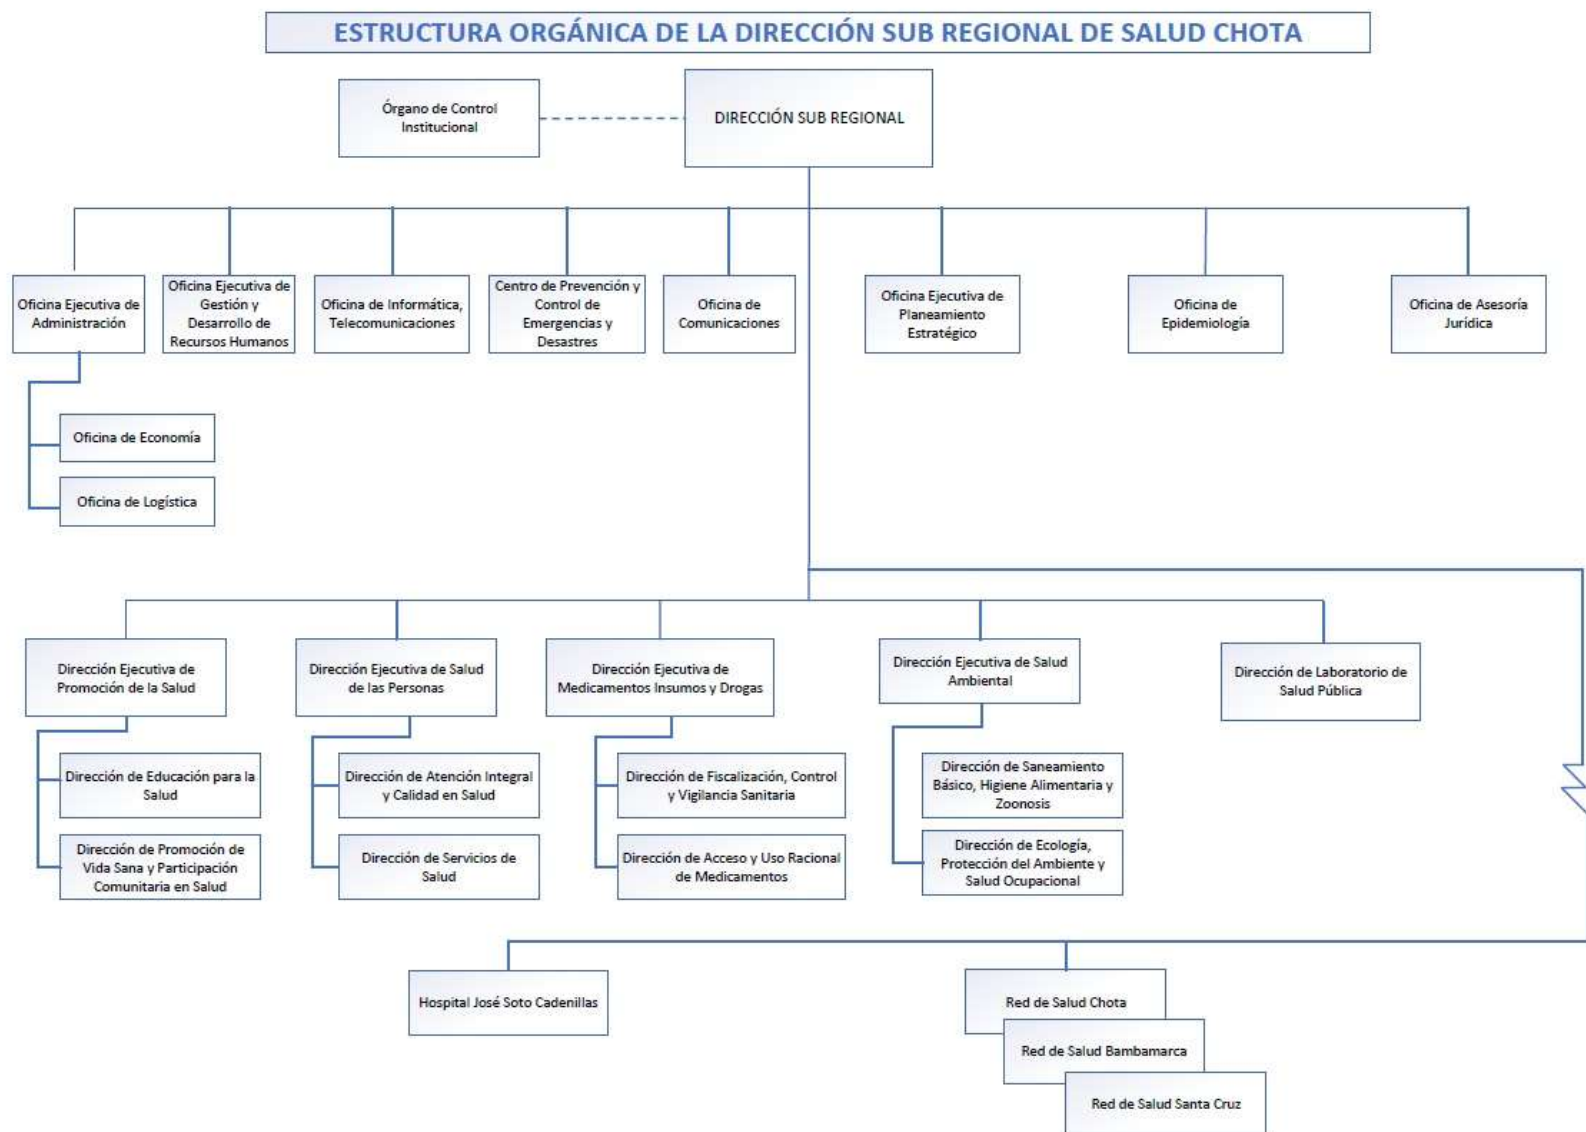 ESTRUCTURA ORGÁNICA DE LA DIRECCIÓN SUB REGIONAL DE SALUD CHOTA
Órgano de Control
Institucional
DIRECCIÓN SUB REGIONAL
Oficina Ejecutiva de
Administración
Oficina Ejecutiva de
Gestión y
Desarrollo de
Recursos Humanos
Oficina de Informática,
Telecomunicaciones
Centro de Prevención y
Control de
Emergencias y
Desastres
Oficina de
Comunicaciones
Oficina Ejecutiva de
Planeamiento
Estratégico
Oficina de
Epidemiología
Oficina de Asesoría
Jurídica
Oficina de Economía
Oficina de Logística
Dirección Ejecutiva de
Promoción de la Salud
Dirección Ejecutiva de Salud
de las Personas
Dirección Ejecutiva de
Medicamentos Insumos y Drogas
Dirección Ejecutiva de Salud
Ambiental
Dirección de Laboratorio de
Salud Pública
Dirección de Educación para la
Salud
Dirección de Atención Integral
y Calidad en Salud
Dirección de Fiscalización, Control
y Vigilancia Sanitaria
Dirección de Saneamiento
Básico, Higiene Alimentaria y
Zoonosis
Dirección de Promoción de
Vida Sana y Participación
Comunitaria en Salud
Dirección de Servicios de
Salud
Dirección de Acceso y Uso Racional
de Medicamentos
Dirección de Ecología,
Protección del Ambiente y
Salud Ocupacional
Hospital José Soto Cadenillas
Red de Salud Chota
Red de Salud Bambamarca
Red de Salud Santa Cruz